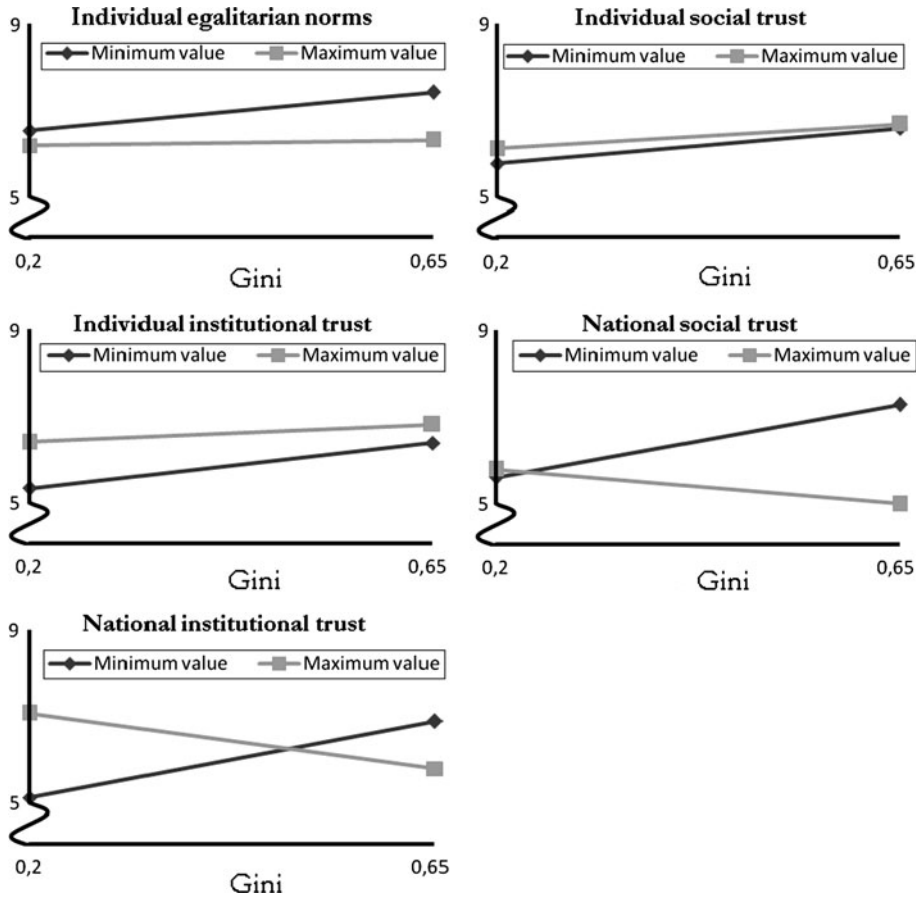 Individual egalitarian norms
9
Minimum value Maximum value
5
0,2 0,65
Gini
Individual social trust
9
Minimum value Maximum value
5
0,2 0,65
Gini
Individual institutional trust
9
Minimum value Maximum value
5
0,2 0,65
Gini
National social trust
9
Minimum value Maximum value
5
0,2 0,65
Gini
National institutional trust
9
Minimum value Maximum value
5
0,2 0,65
Gini